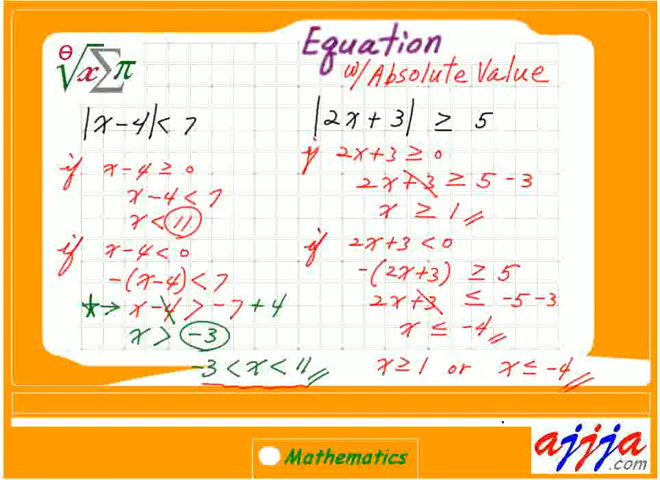 θ√x∑π
Equation
w/ Absolute Value
|x-4|< 7
if x-4 ≥ 0
x-4 < 7
x < 11
if x-4 < 0
-(x-4) < 7
* → x-4 > -7 +4
x > -3
-3 < x < 11
|2x+3| ≥ 5
if 2x+3 ≥ 0
2x+3 ≥ 5-3
x ≥ 1
if 2x+3 < 0
-(2x+3) ≥ 5
2x+3 ≤ -5-3
x ≤ -4
x ≥ 1 or x ≤ -4
Mathematics
ajjja
.com